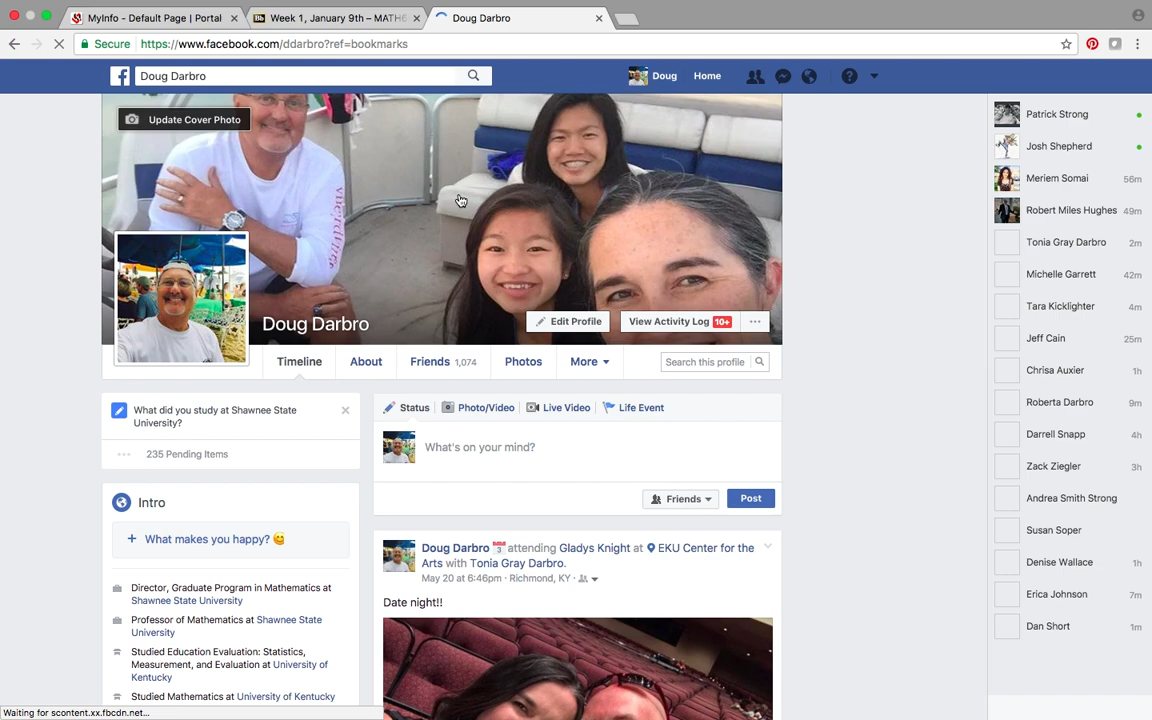 MyInfo - Default Page | Portal
Week 1, January 9th – MATH6
Doug Darbro
Secure https://www.facebook.com/ddarbro?ref=bookmarks
Doug Darbro
Doug
Home
Update Cover Photo
Doug Darbro
Edit Profile
View Activity Log 10+
Timeline
About
Friends 1,074
Photos
More
Search this profile
What did you study at Shawnee State
University?
235 Pending Items
Intro
+ What makes you happy?
Director, Graduate Program in Mathematics at
Shawnee State University
Professor of Mathematics at Shawnee State
University
Studied Education Evaluation: Statistics,
Measurement, and Evaluation at University of
Kentucky
Studied Mathematics at University of Kentucky
Status
Photo/Video
Live Video
Life Event
What's on your mind?
Friends
Post
Doug Darbro 3 attending Gladys Knight at EKU Center for the
Arts with Tonia Gray Darbro.
May 20 at 6:46pm · Richmond, KY ·
Date night!!
Patrick Strong
Josh Shepherd
Meriem Somai 56m
Robert Miles Hughes 49m
Tonia Gray Darbro 2m
Michelle Garrett 42m
Tara Kicklighter 4m
Jeff Cain 25m
Chrisa Auxier 1h
Roberta Darbro 9m
Darrell Snapp 4h
Zack Ziegler 3h
Andrea Smith Strong
Susan Soper
Denise Wallace 1h
Erica Johnson 7m
Dan Short 1m
Waiting for scontent.xx.fbcdn.net...